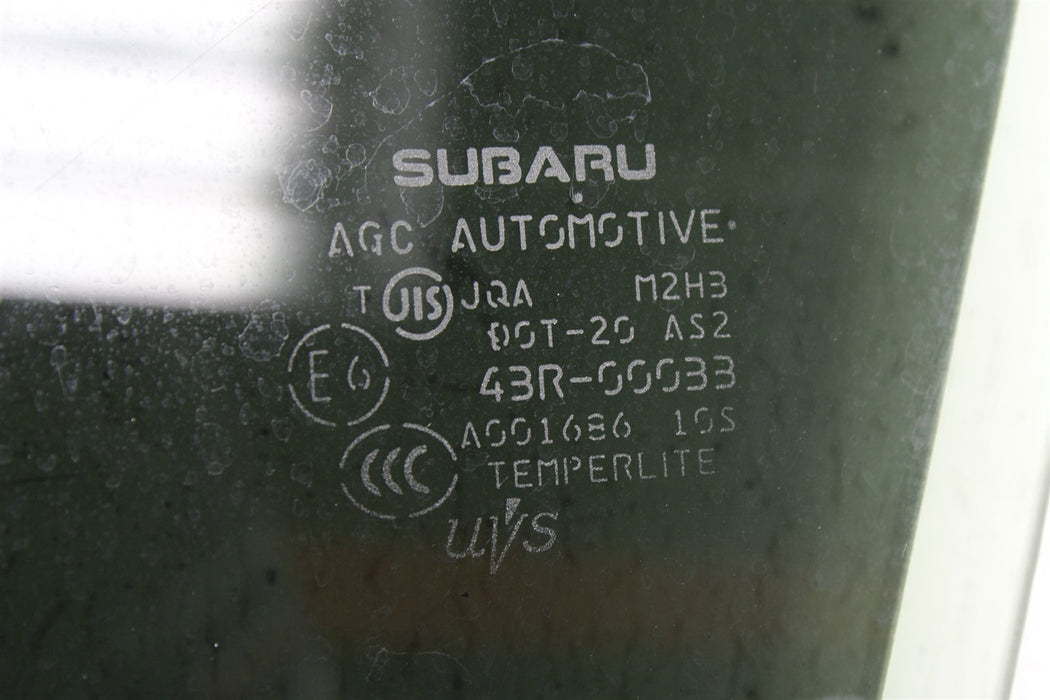 SUBARU
AGC AUTOMOTIVE
T JIS JQA M2H3
DOT-20 AS2
E6 43R-00033
CCC A001686 10S
TEMPERLITE
UVS